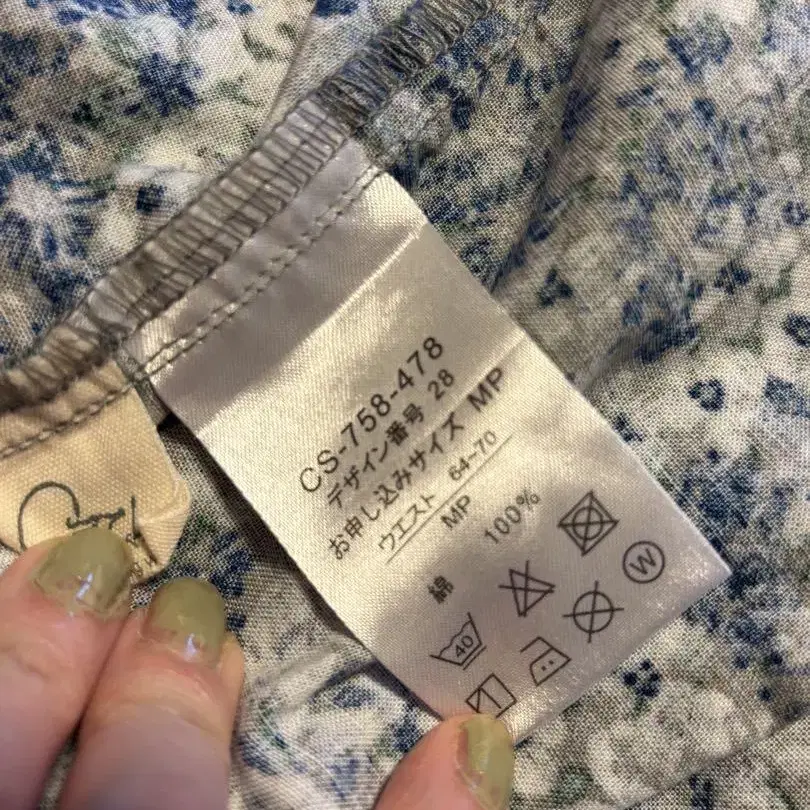 CS-758-478
デザイン番号 28
お申し込みサイズ MP
ウエスト 64~70
MP
綿 100%
40
W